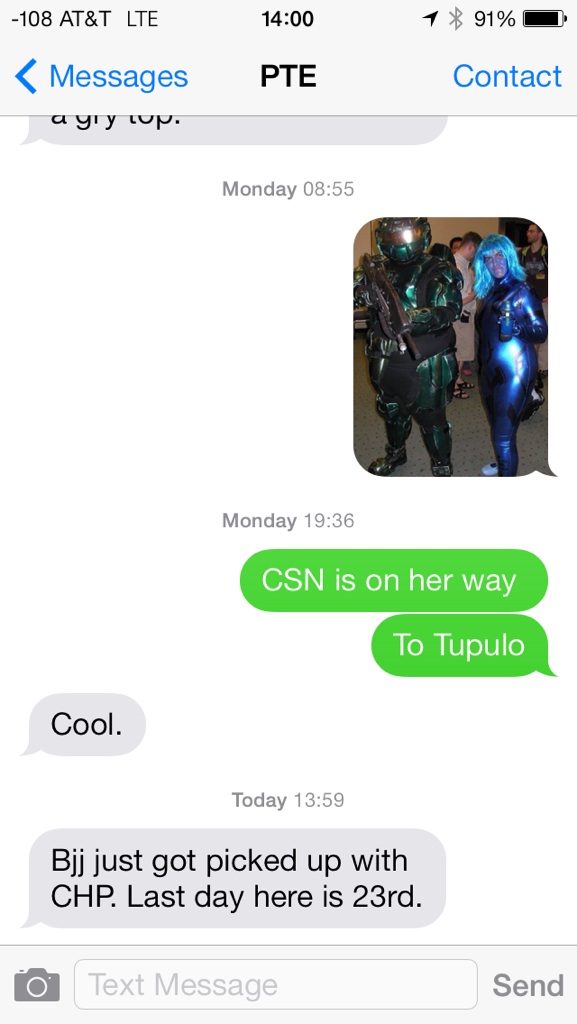 -108 AT&T LTE 14:00 91%
Messages PTE Contact
a gry top.
Monday 08:55
Monday 19:36
CSN is on her way
To Tupulo
Cool.
Today 13:59
Bjj just got picked up with
CHP. Last day here is 23rd.
Text Message Send